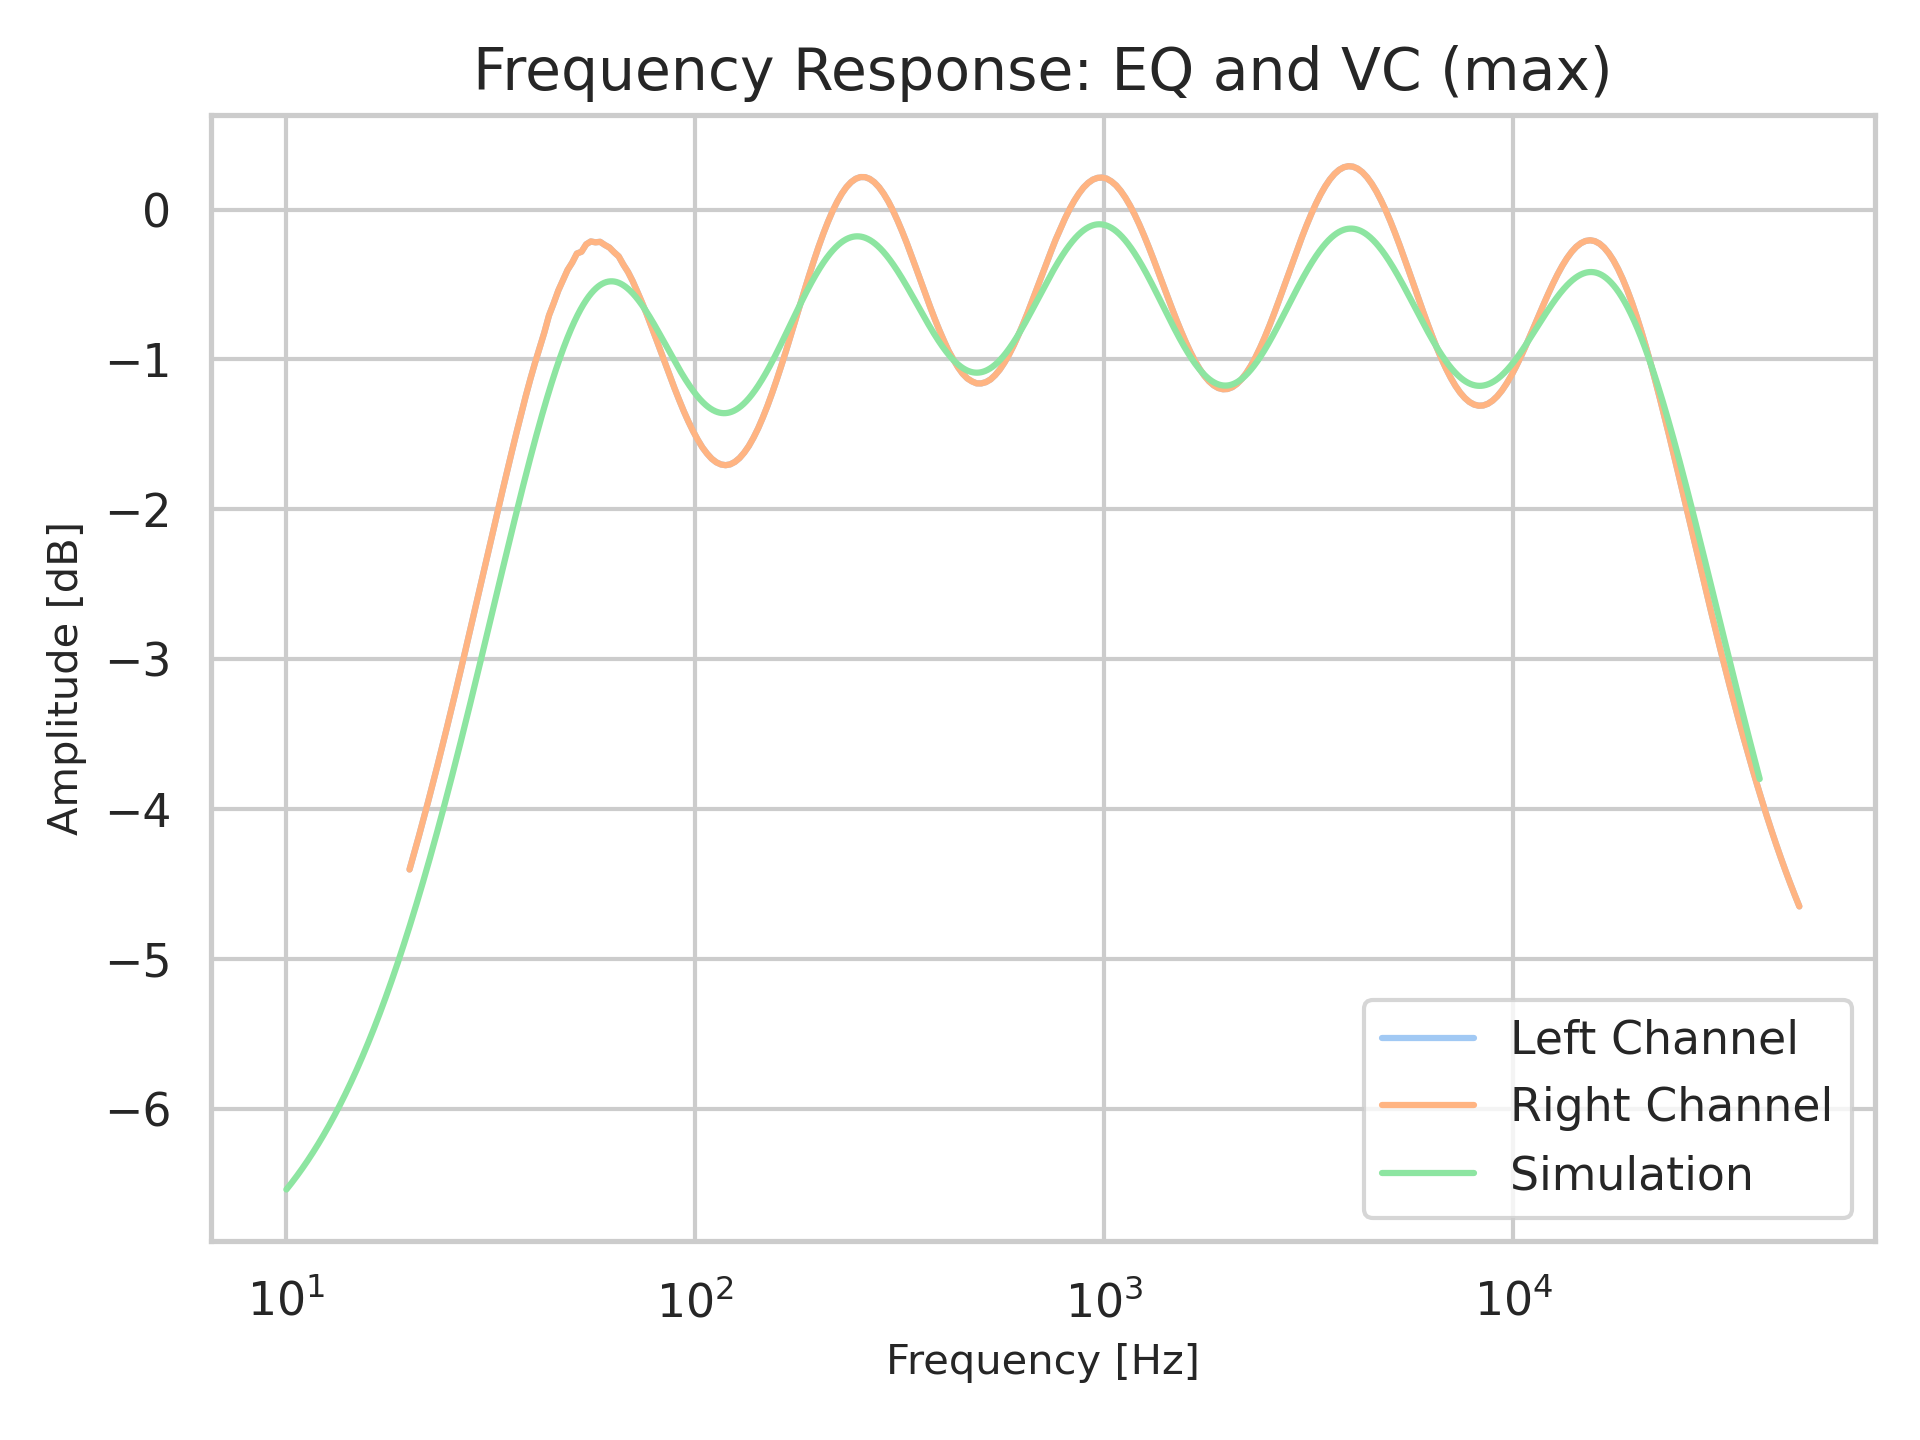 Frequency Response: EQ and VC (max)
Amplitude [dB]
0
−1
−2
−3
−4
−5
−6
10¹
10²
10³
10⁴
Frequency [Hz]
Left Channel
Right Channel
Simulation